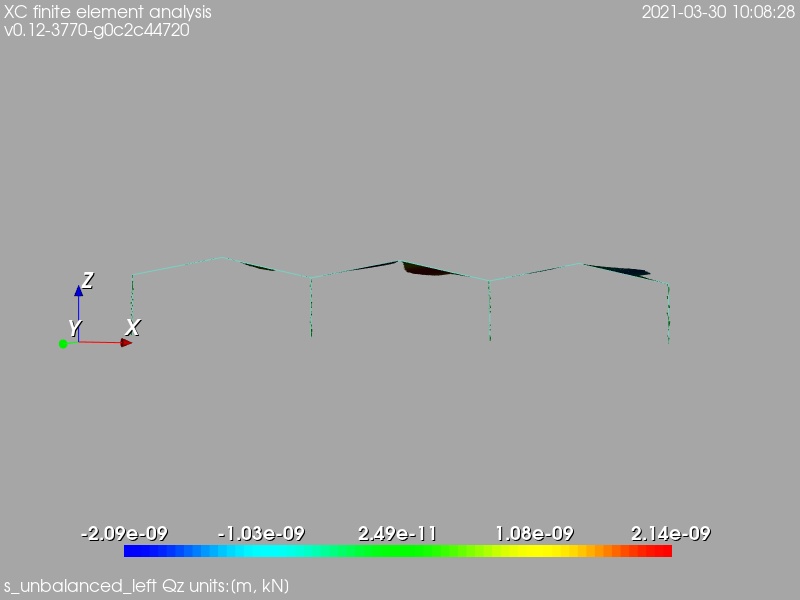 XC finite element analysis
2021-03-30 10:08:28
v0.12-3770-g0c2c44720
Z
Y
X
-2.09e-09 -1.03e-09 2.49e-11 1.08e-09 2.14e-09
s_unbalanced_left Qz units:[m, kN]